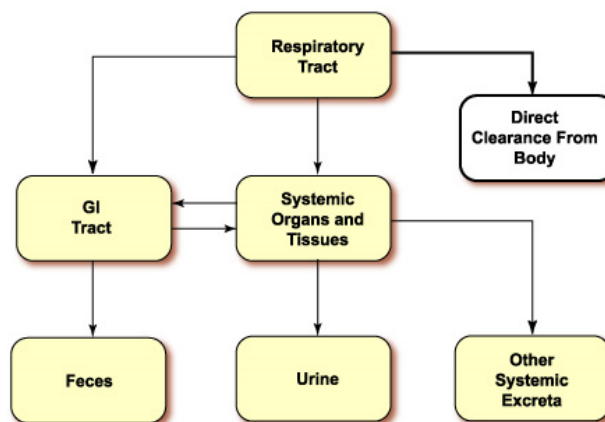 Respiratory
Tract
Direct
Clearance From
Body
GI
Tract
Systemic
Organs and
Tissues
Feces
Urine
Other
Systemic
Excreta